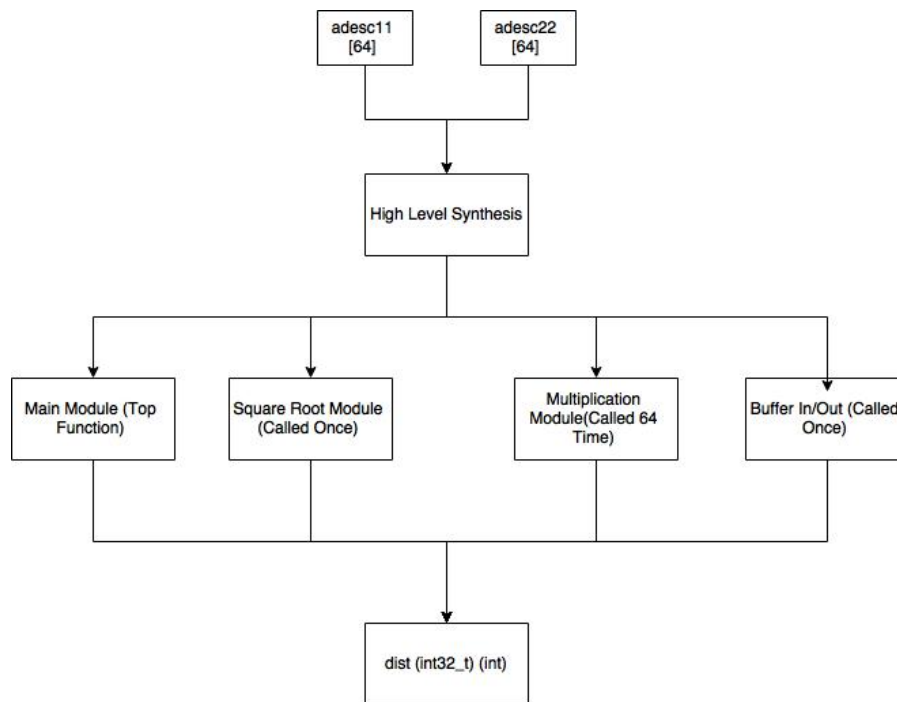 adesc11
[64]
adesc22
[64]
High Level Synthesis
Main Module (Top
Function)
Square Root Module
(Called Once)
Multiplication
Module(Called 64
Time)
Buffer In/Out (Called
Once)
dist (int32_t) (int)